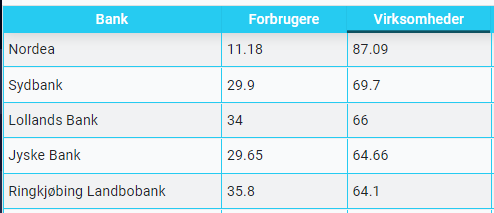 Bank Forbrugere Virksomheder
Nordea 11.18 87.09
Sydbank 29.9 69.7
Lollands Bank 34 66
Jyske Bank 29.65 64.66
Ringkjøbing Landbobank 35.8 64.1